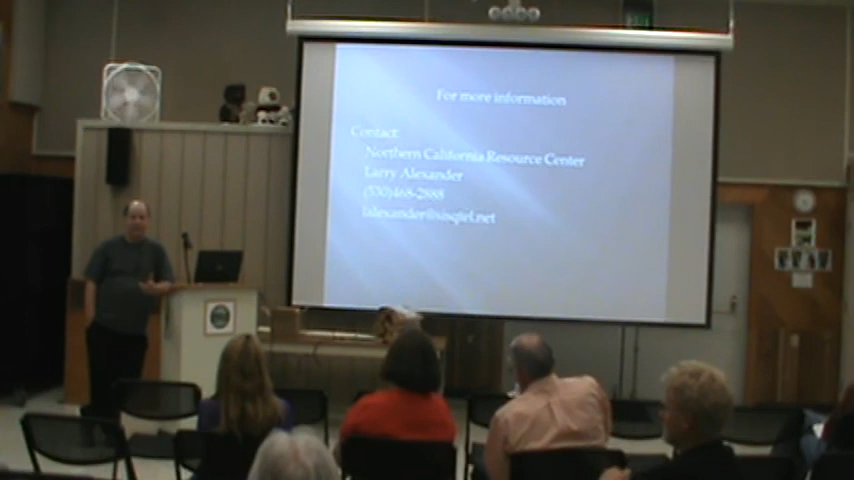 For more information
Contact:
Northern California Resource Center
Larry Alexander
(530)468-2888
lalexander@sisqtel.net